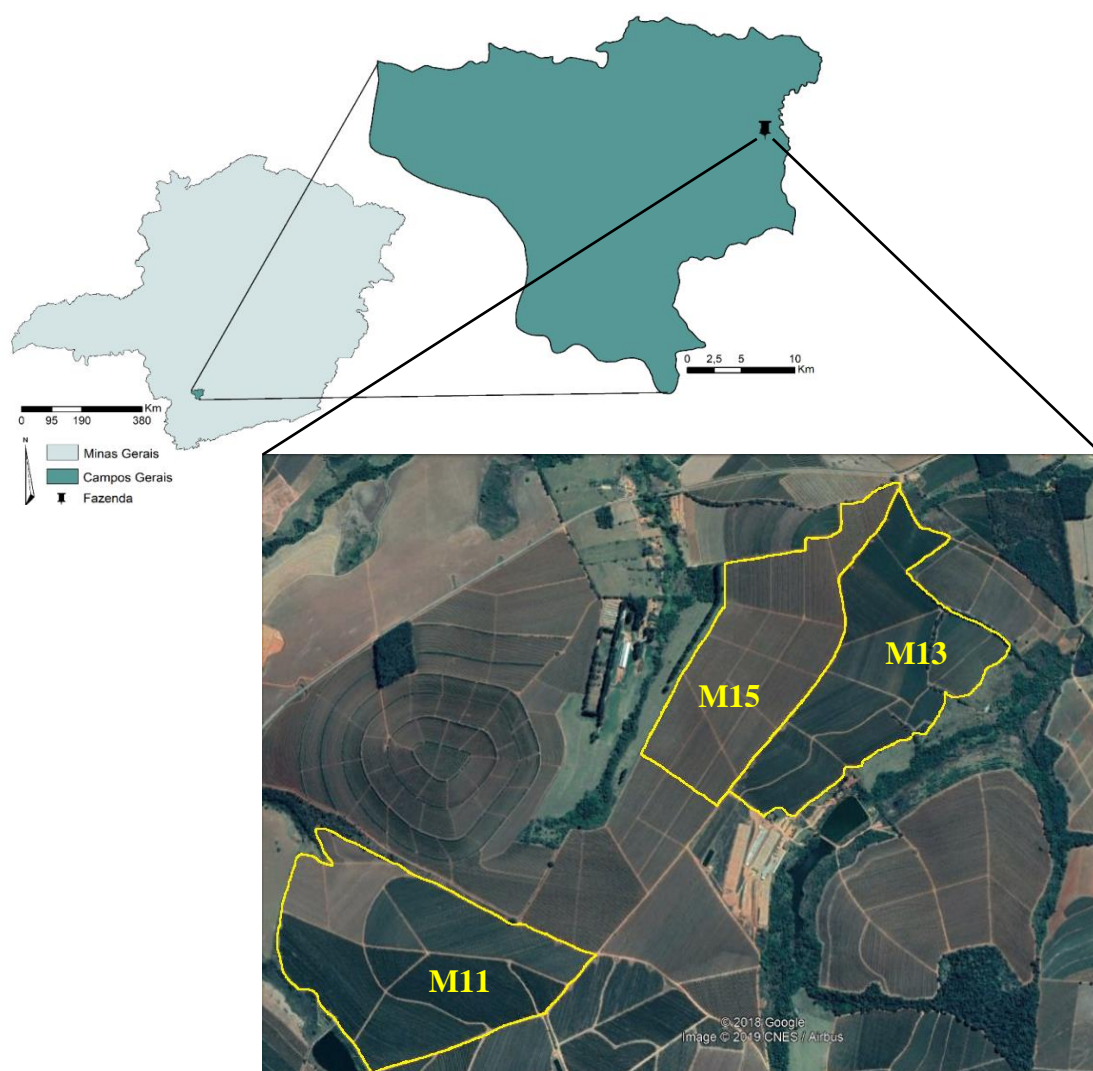 0 2,5 5 10
Km
Km
0 95 190 380
N
Minas Gerais
Campos Gerais
Fazenda
M13
M15
M11
© 2018 Google
Image © 2019 CNES / Airbus